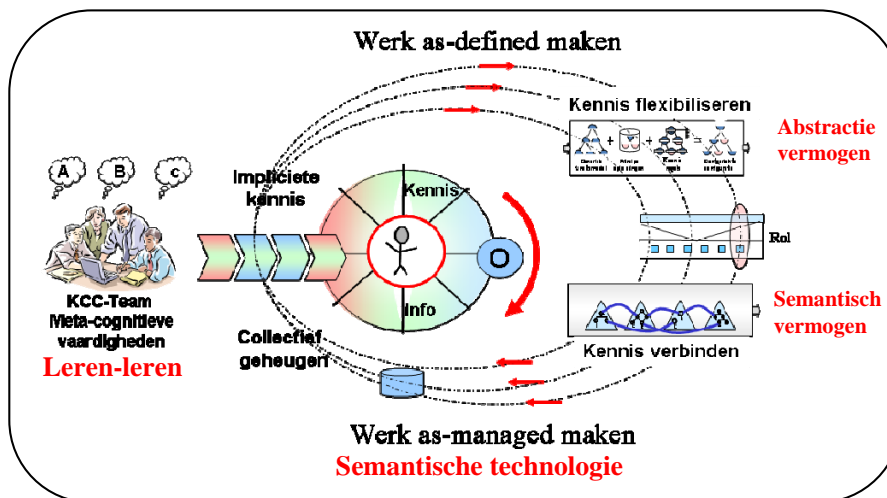 Werk as-defined maken
Kennis flexibiliseren
Abstractie
vermogen
A
B
c
Impliciete
kennis
Kennis
Rol
O
KCC-Team
Meta-cognitieve
vaardigheden
Leren-leren
Info
Semantisch
vermogen
Collectief
geheugen
Kennis verbinden
Werk as-managed maken
Semantische technologie